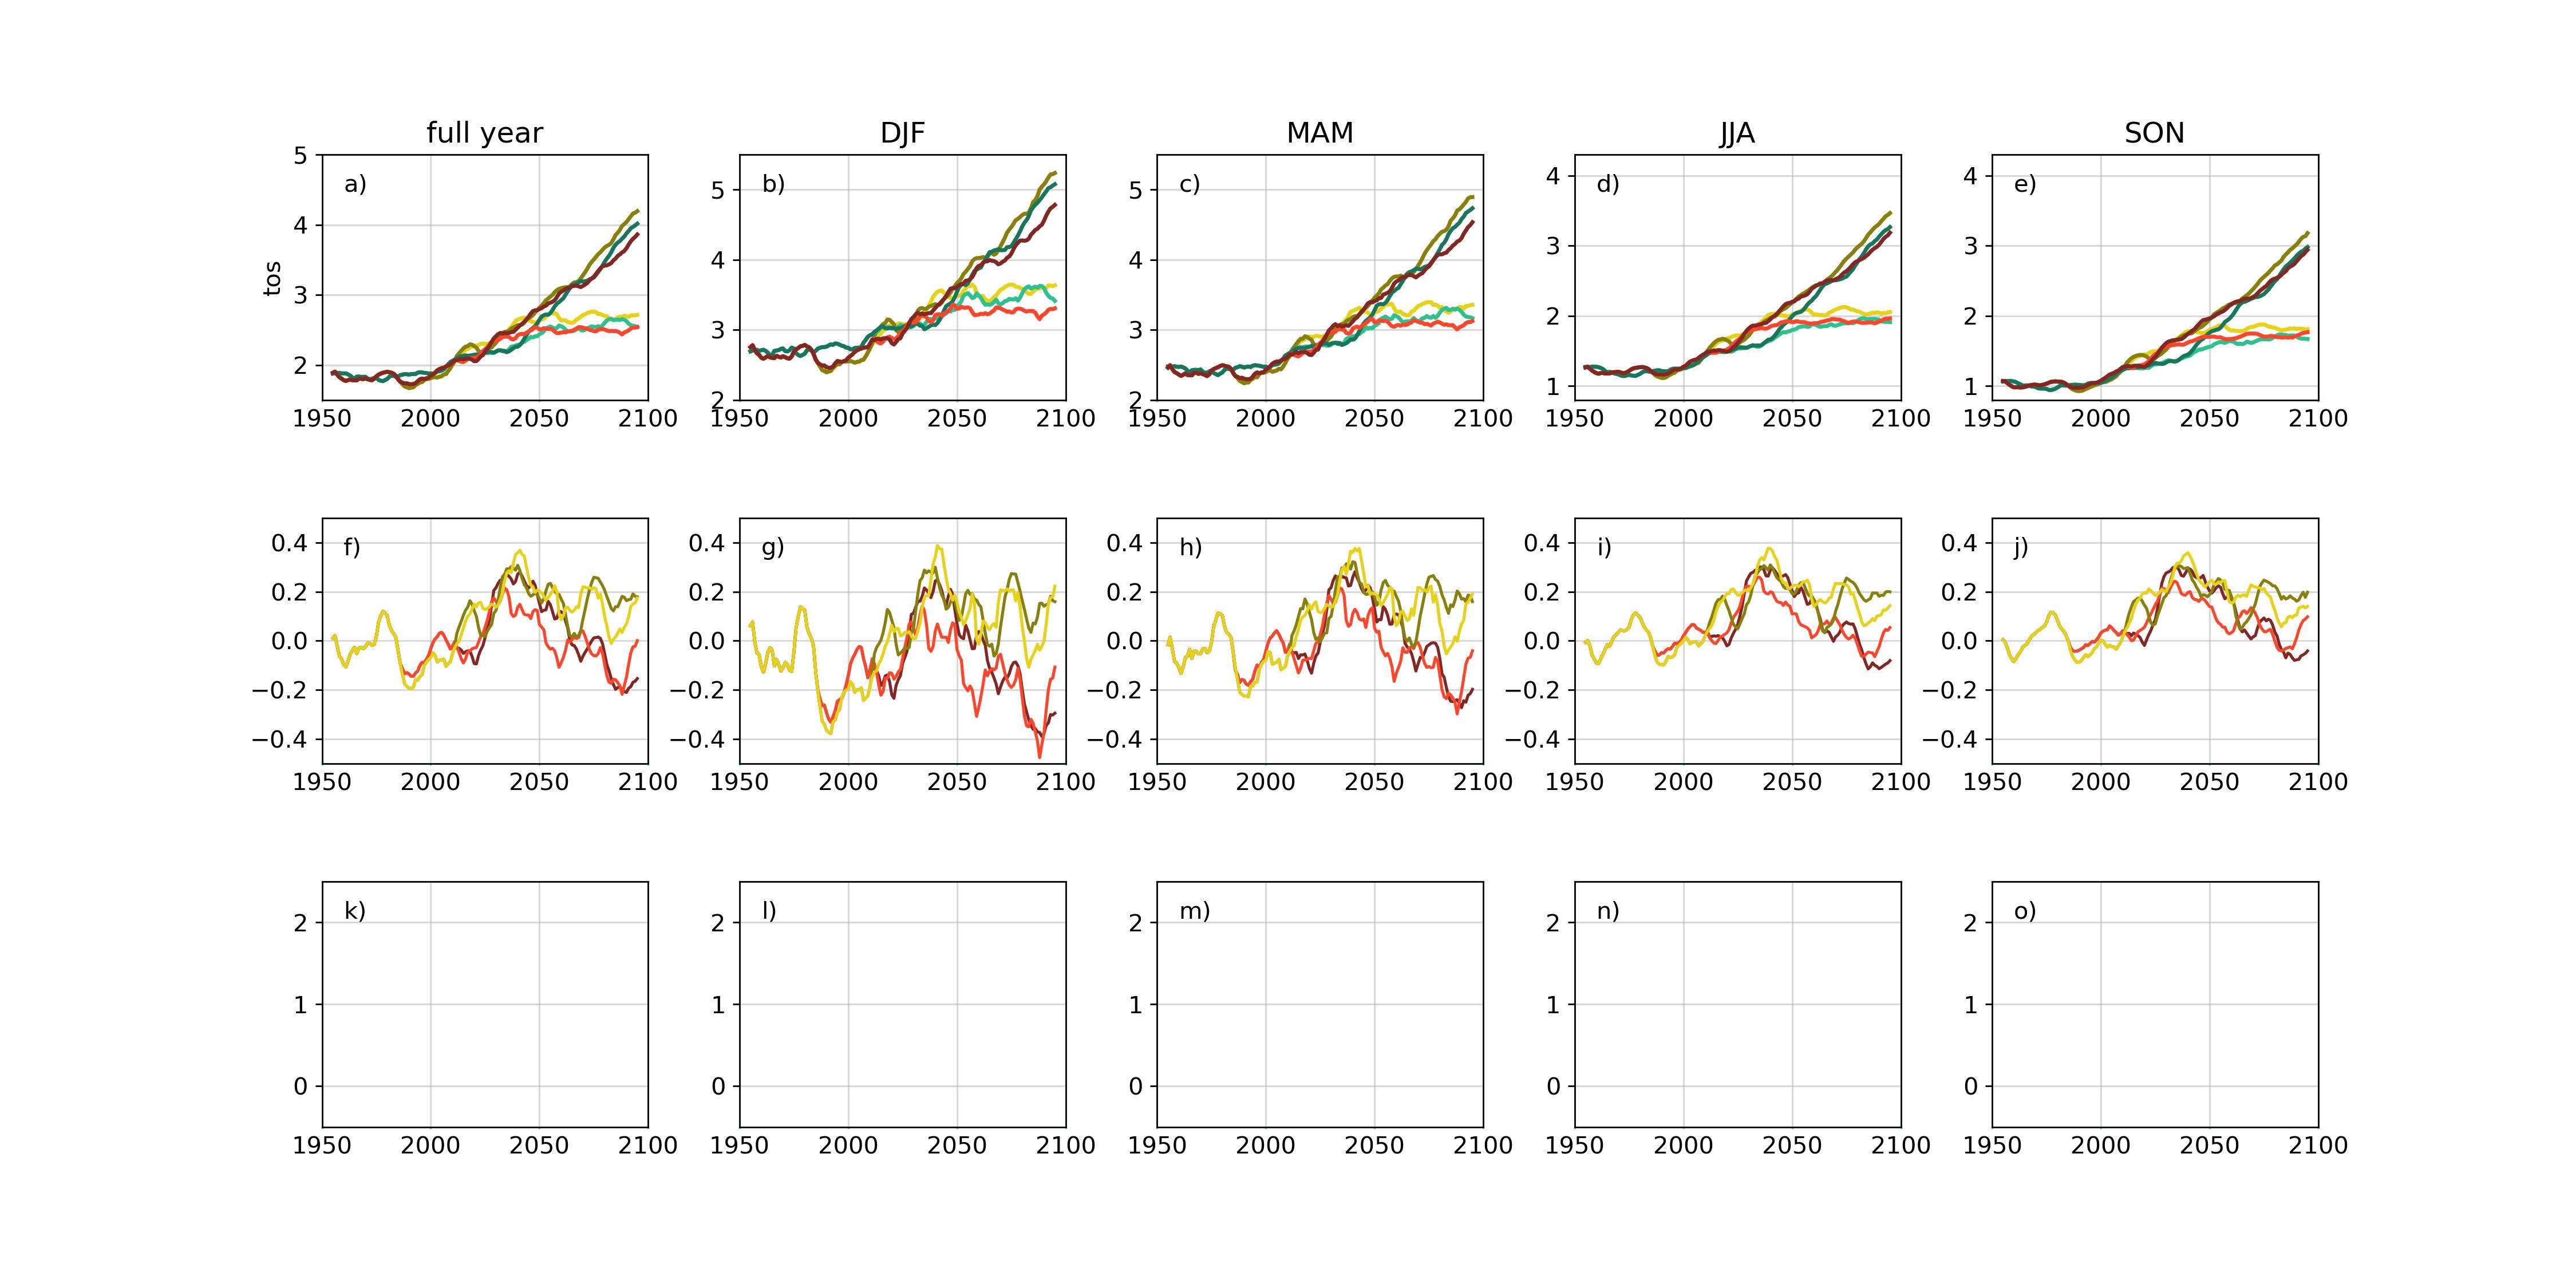 full year DJF MAM JJA SON
5 a) b) c) d) e)
4 5 5 4 4
3 4 4 3 3
2 3 3 2 2
2 2 1 1
tos
1950 2000 2050 2100 1950 2000 2050 2100 1950 2000 2050 2100 1950 2000 2050 2100 1950 2000 2050 2100
f) g) h) i) j)
0.4 0.4 0.4 0.4 0.4
0.2 0.2 0.2 0.2 0.2
0.0 0.0 0.0 0.0 0.0
−0.2 −0.2 −0.2 −0.2 −0.2
−0.4 −0.4 −0.4 −0.4 −0.4
1950 2000 2050 2100 1950 2000 2050 2100 1950 2000 2050 2100 1950 2000 2050 2100 1950 2000 2050 2100
k) l) m) n) o)
2 2 2 2 2
1 1 1 1 1
0 0 0 0 0
1950 2000 2050 2100 1950 2000 2050 2100 1950 2000 2050 2100 1950 2000 2050 2100 1950 2000 2050 2100